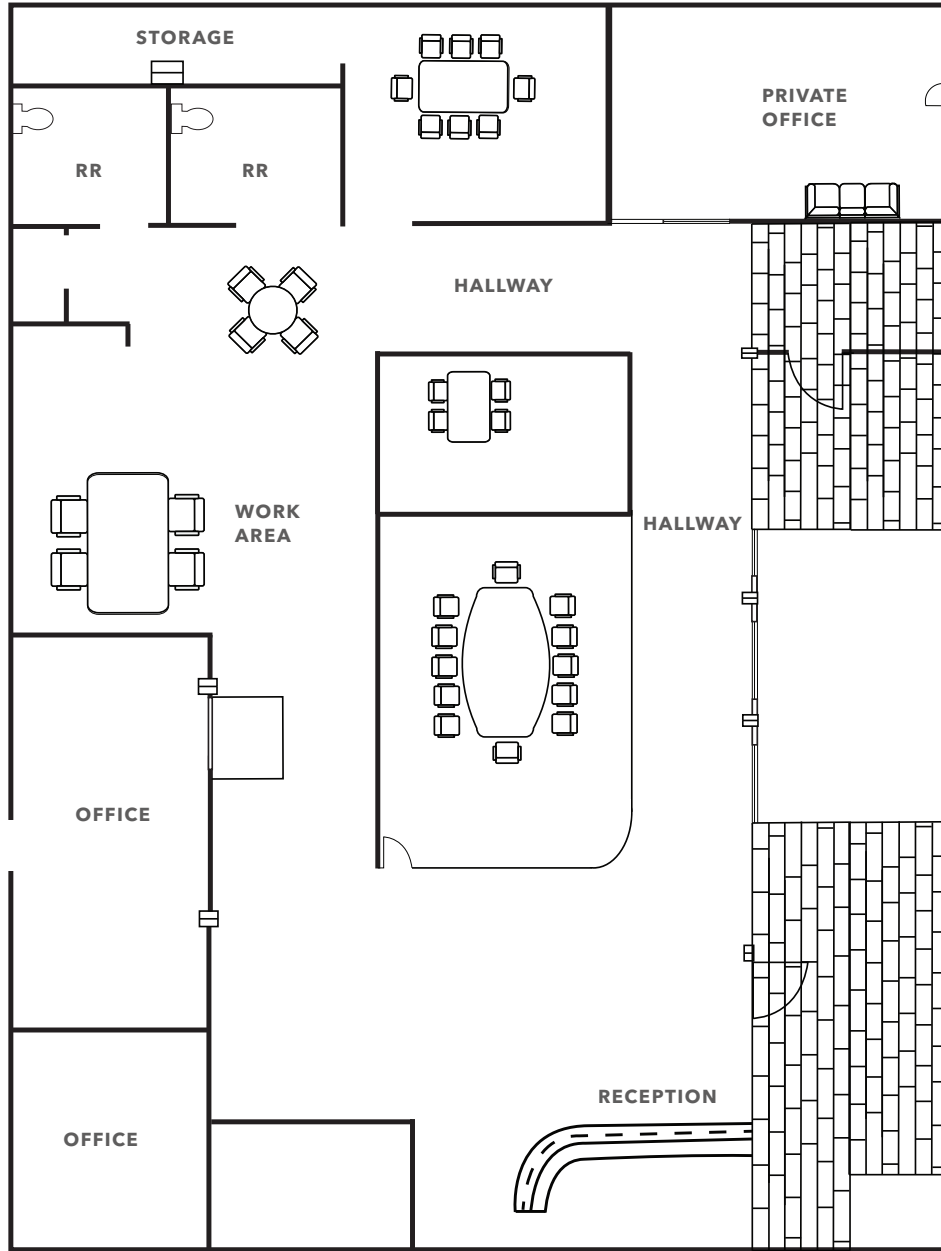 STORAGE
PRIVATE
OFFICE
RR
RR
HALLWAY
WORK
AREA
HALLWAY
OFFICE
RECEPTION
OFFICE